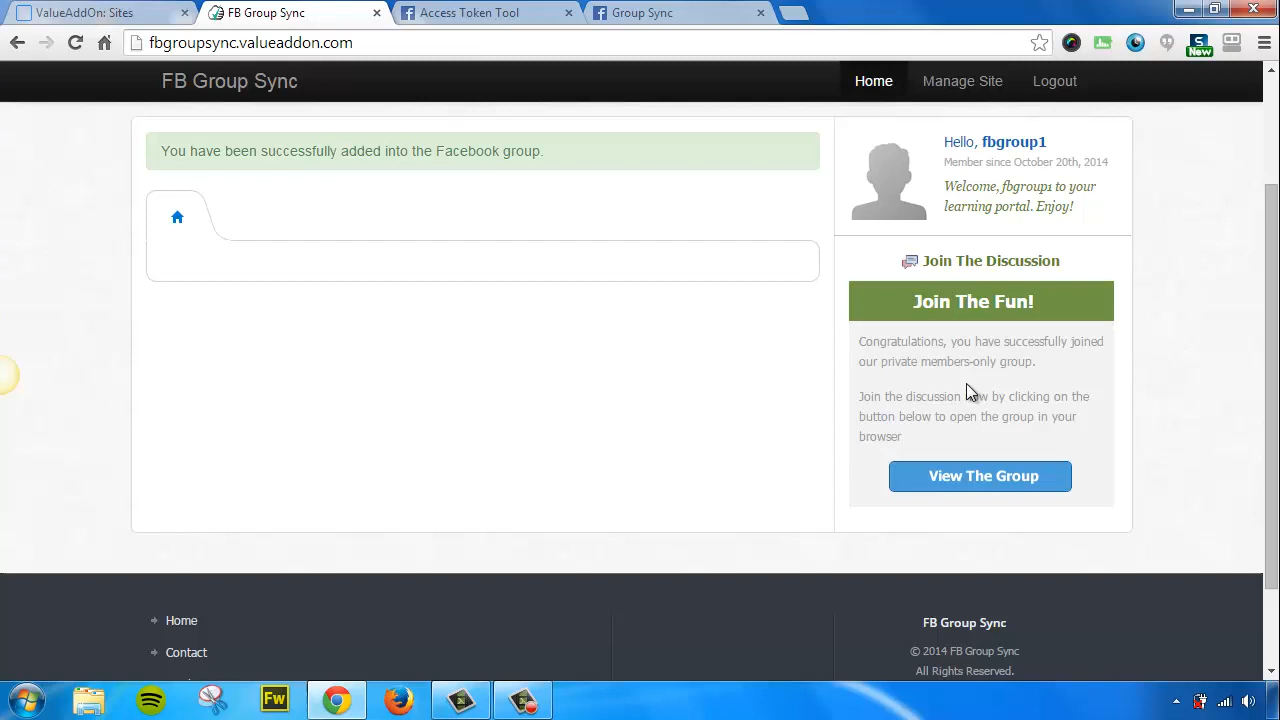 ValueAddOn: Sites
FB Group Sync
Access Token Tool
Group Sync
fbgroupsync.valueaddon.com
New
FB Group Sync
Home
Manage Site
Logout
You have been successfully added into the Facebook group.
Hello, fbgroup1
Member since October 20th, 2014
Welcome, fbgroup1 to your
learning portal. Enjoy!
Join The Discussion
Join The Fun!
Congratulations, you have successfully joined
our private members-only group.
Join the discussion now by clicking on the
button below to open the group in your
browser
View The Group
Home
Contact
FB Group Sync
© 2014 FB Group Sync
All Rights Reserved.
Fw